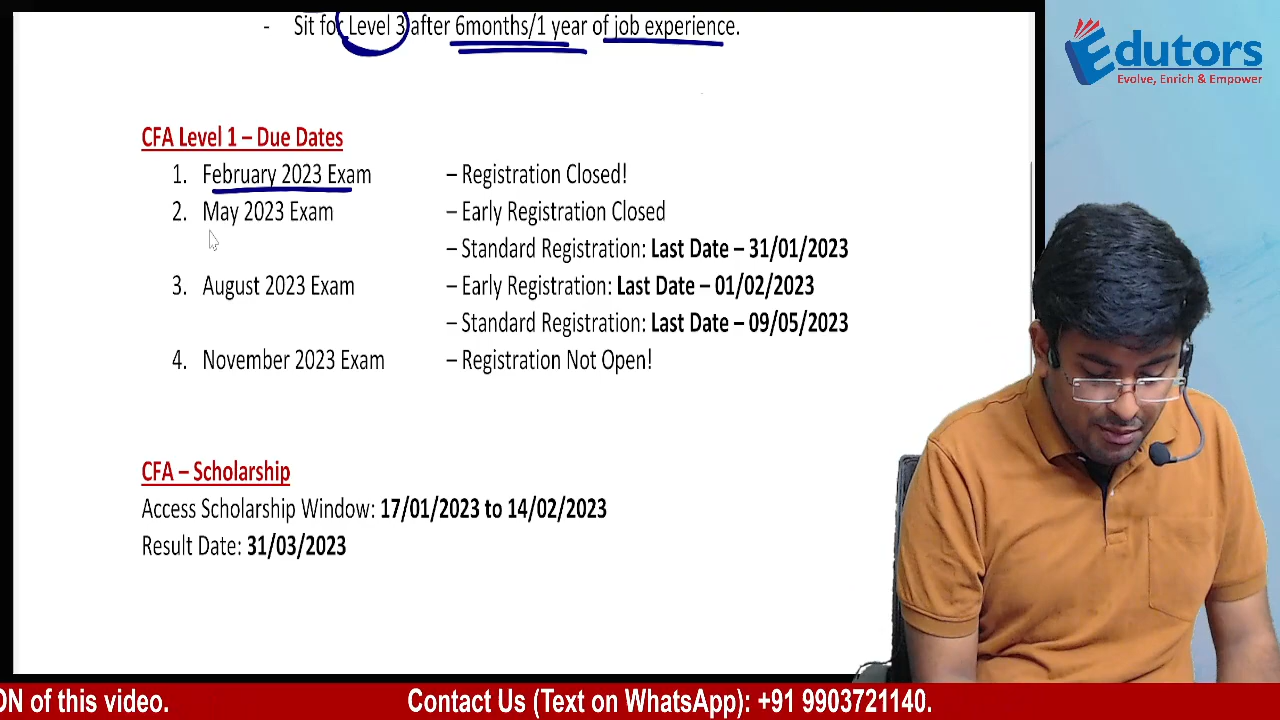 - Sit for Level 3 after 6months/1 year of job experience.
Edutors
Evolve, Enrich & Empower
CFA Level 1 – Due Dates
1. February 2023 Exam – Registration Closed!
2. May 2023 Exam – Early Registration Closed
– Standard Registration: Last Date – 31/01/2023
3. August 2023 Exam – Early Registration: Last Date – 01/02/2023
– Standard Registration: Last Date – 09/05/2023
4. November 2023 Exam – Registration Not Open!
CFA – Scholarship
Access Scholarship Window: 17/01/2023 to 14/02/2023
Result Date: 31/03/2023
ON of this video. Contact Us (Text on WhatsApp): +91 9903721140.